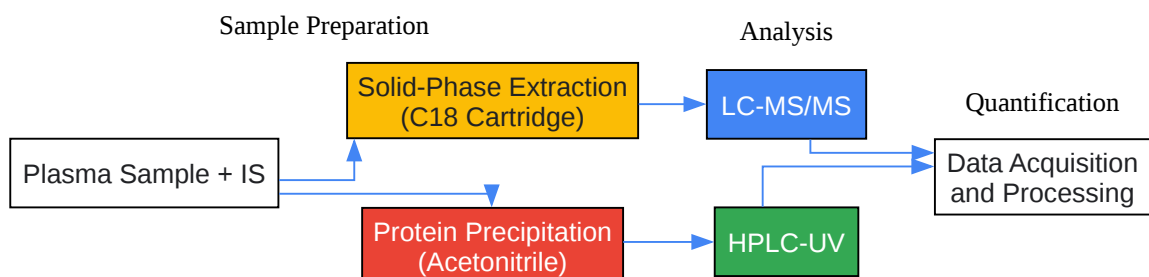 Sample Preparation
Analysis
Solid-Phase Extraction
(C18 Cartridge)
LC-MS/MS
Quantification
Plasma Sample + IS
Data Acquisition
and Processing
Protein Precipitation
(Acetonitrile)
HPLC-UV